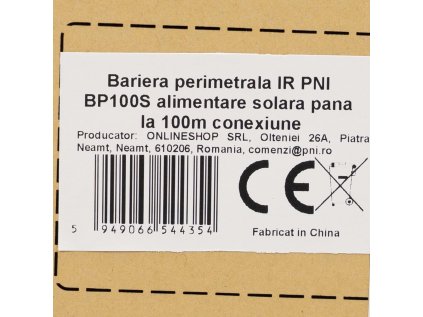 Bariera perimetrala IR PNI
BP100S alimentare solara pana
la 100m conexiune
Producator: ONLINESHOP SRL, Olteniei 26A, Piatra
Neamt, Neamt, 610206, Romania, comenzi@pni.ro
CE
5 949066 544354
Fabricat in China